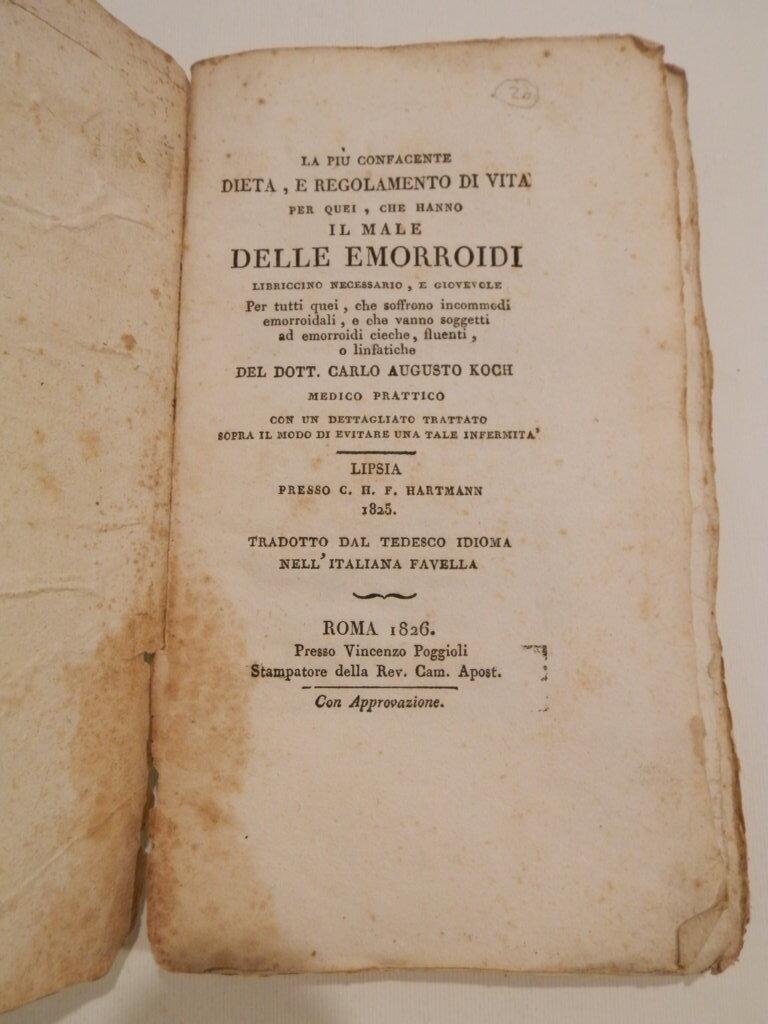 20
LA PIÙ CONFACENTE
DIETA , E REGOLAMENTO DI VITA'
PER QUEI , CHE HANNO
IL MALE
DELLE EMORROIDI
LIBRICCINO NECESSARIO , E GIOVEVOLE
Per tutti quei , che soffrono incommodi
emorroidali , e che vanno soggetti
ad emorroidi cieche, fluenti ,
o linfatiche
DEL DOTT. CARLO AUGUSTO KOCH
MEDICO PRATTICO
CON UN DETTAGLIATO TRATTATO
SOPRA IL MODO DI EVITARE UNA TALE INFERMITA'
LIPSIA
PRESSO C. H. F. HARTMANN
1825.
TRADOTTO DAL TEDESCO IDIOMA
NELL'ITALIANA FAVELLA
ROMA 1826.
Presso Vincenzo Poggioli
Stampatore della Rev. Cam. Apost.
Con Approvazione.